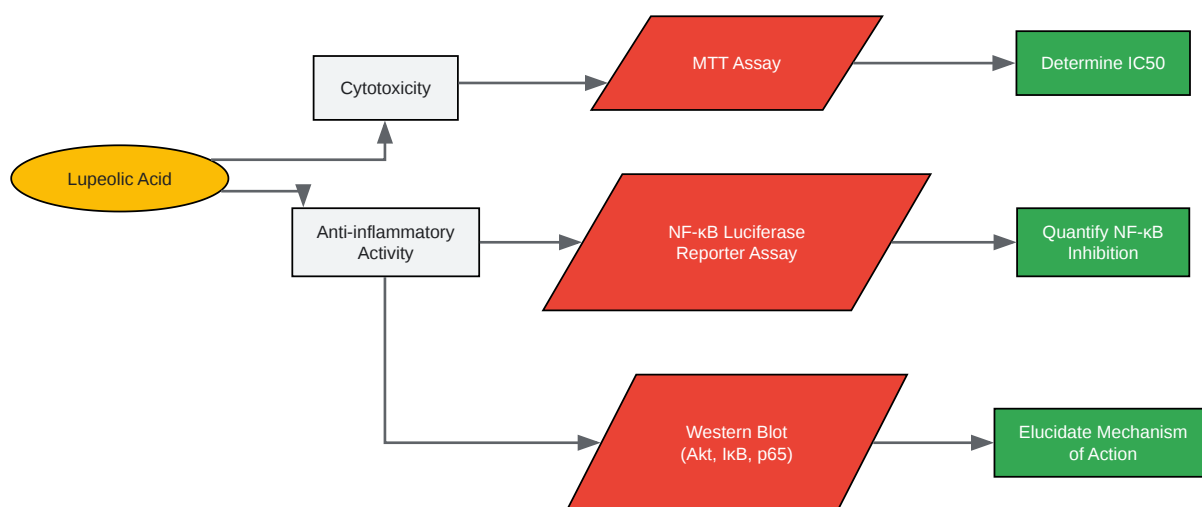 Lupeolic Acid
Cytotoxicity
MTT Assay
Determine IC50
Anti-inflammatory
Activity
NF-κB Luciferase
Reporter Assay
Quantify NF-κB
Inhibition
Western Blot
(Akt, IκB, p65)
Elucidate Mechanism
of Action